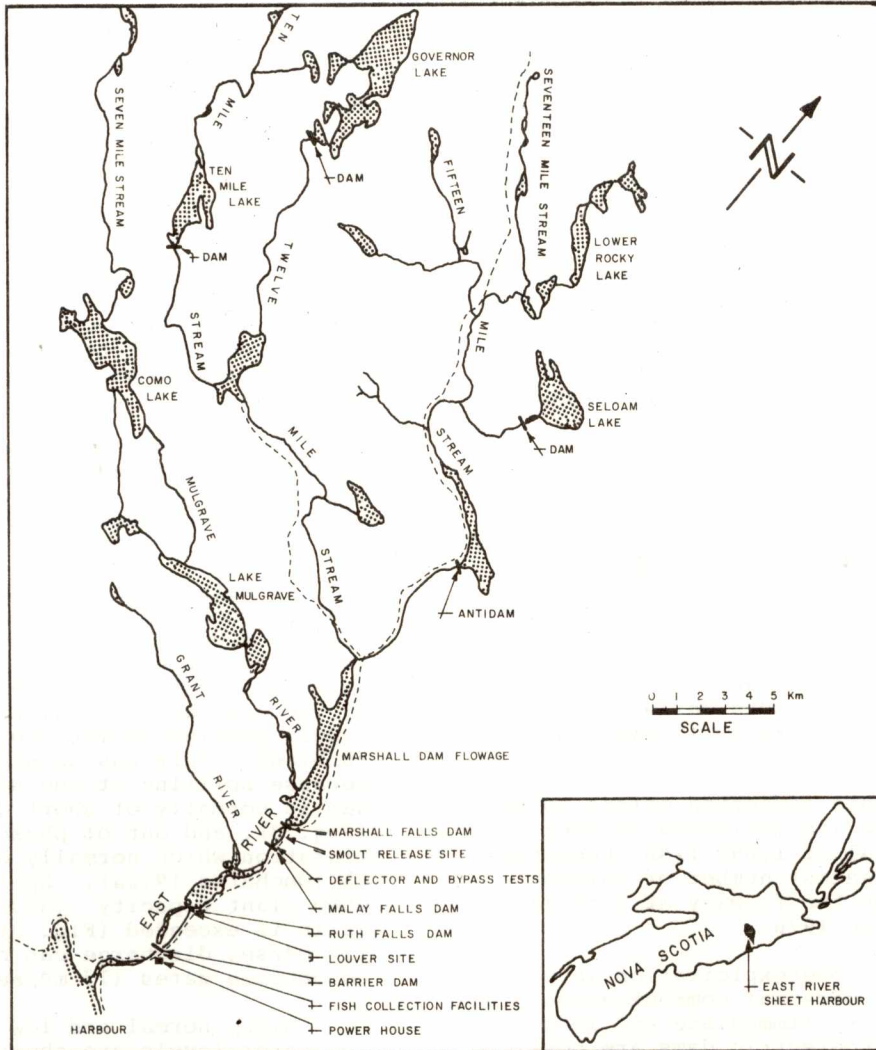 TEN
MILE
GOVERNOR
LAKE
SEVEN MILE STREAM
TEN
MILE
LAKE
DAM
FIFTEEN
SEVENTEEN MILE STREAM
N
DAM
TWELVE
LOWER
ROCKY
LAKE
STREAM
MILE
COMO
LAKE
SELOAM
LAKE
MILE
STREAM
DAM
MULGRAVE
STREAM
LAKE
MULGRAVE
ANTIDAM
GRANT
RIVER
0 1 2 3 4 5 Km
SCALE
MARSHALL DAM FLOWAGE
RIVER
RIVER
MARSHALL FALLS DAM
SMOLT RELEASE SITE
DEFLECTOR AND BYPASS TESTS
MALAY FALLS DAM
EAST
RUTH FALLS DAM
LOUVER SITE
BARRIER DAM
FISH COLLECTION FACILITIES
HARBOUR
POWER HOUSE
NOVA SCOTIA
EAST RIVER
SHEET HARBOUR